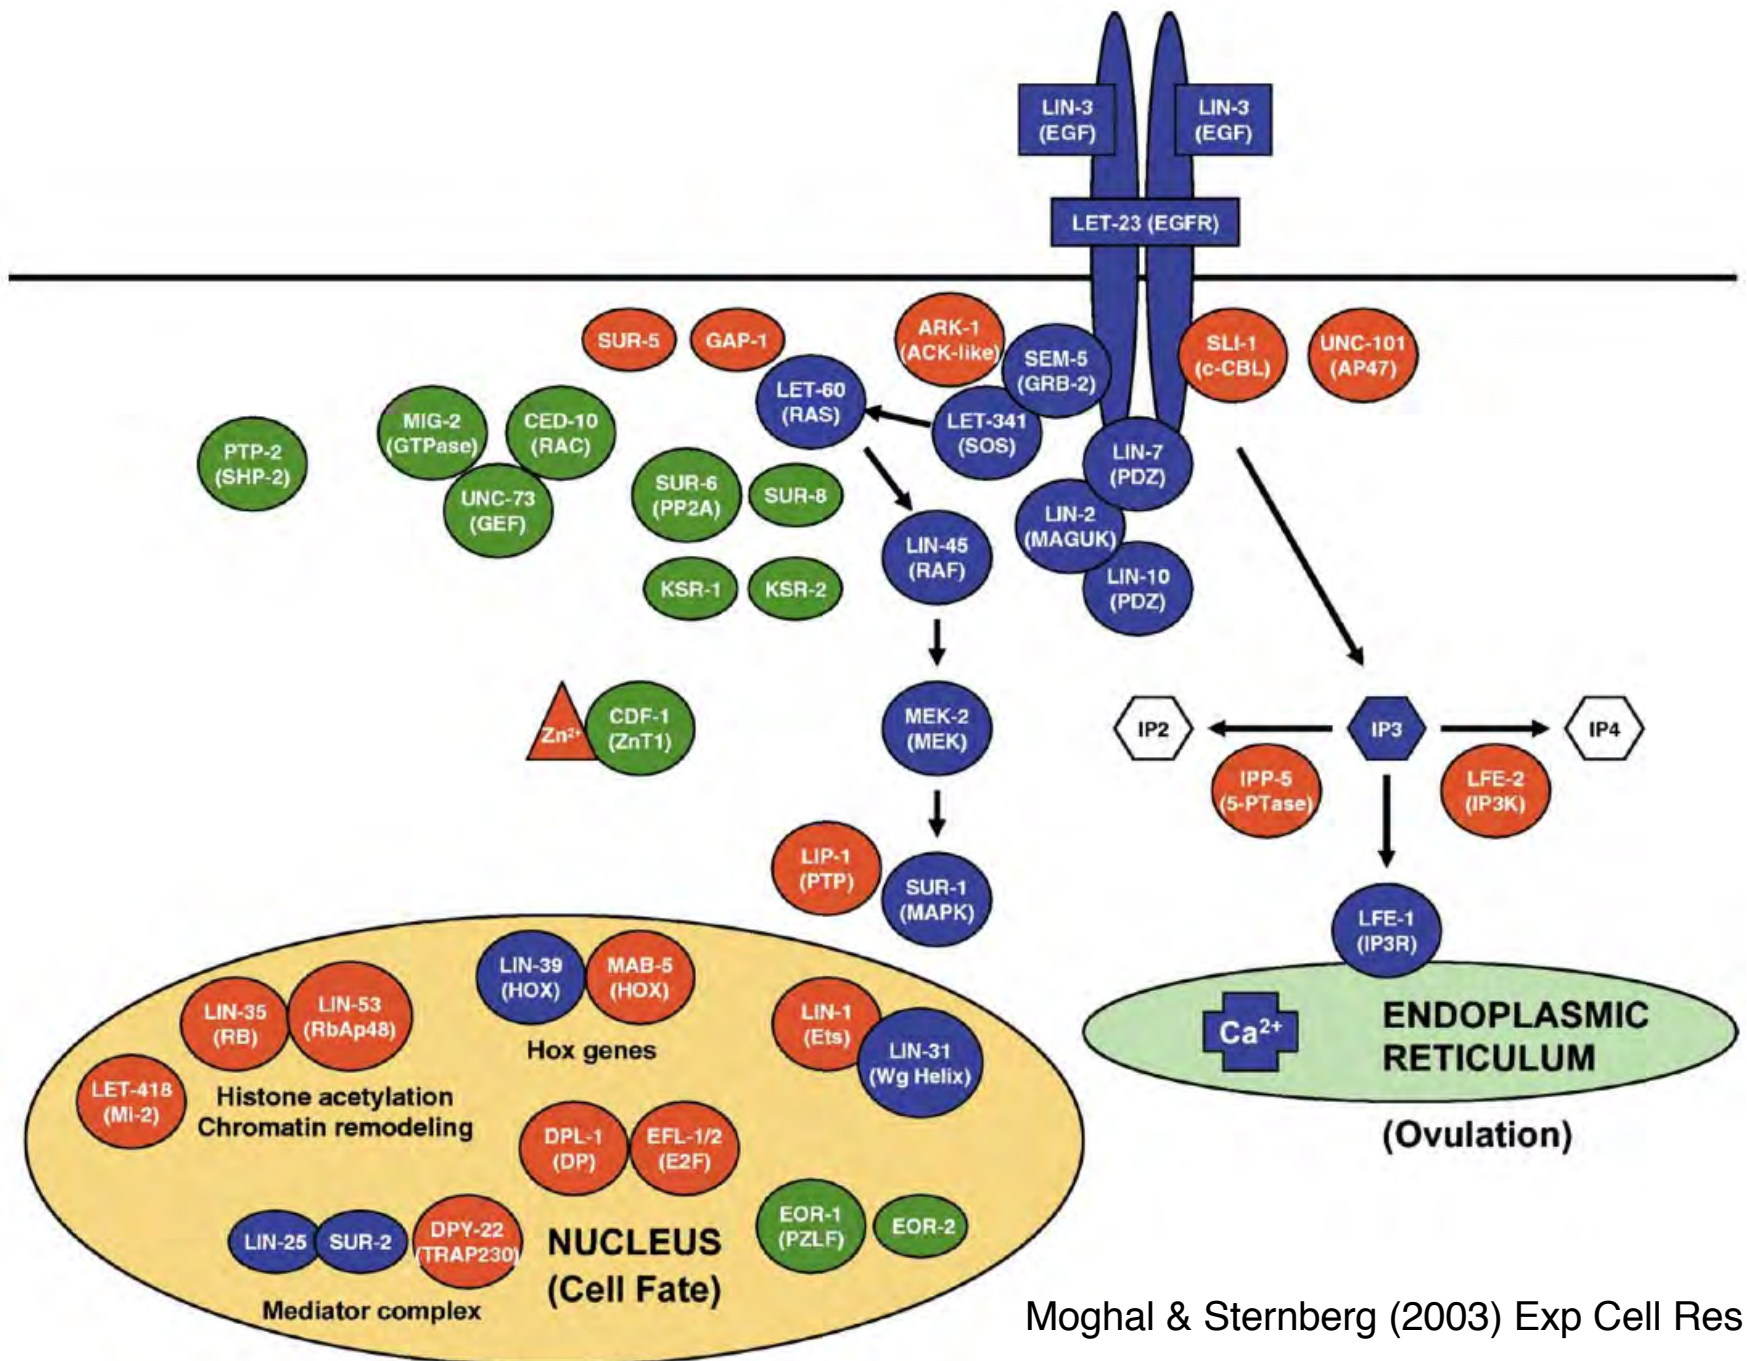 LIN-3
(EGF)
LIN-3
(EGF)
LET-23 (EGFR)
SUR-5
GAP-1
ARK-1
(ACK-like)
SEM-5
(GRB-2)
SLI-1
(c-CBL)
UNC-101
(AP47)
LET-60
(RAS)
LET-341
(SOS)
MIG-2
(GTPase)
CED-10
(RAC)
PTP-2
(SHP-2)
UNC-73
(GEF)
SUR-6
(PP2A)
SUR-8
LIN-7
(PDZ)
LIN-2
(MAGUK)
LIN-10
(PDZ)
LIN-45
(RAF)
KSR-1
KSR-2
Zn2+
CDF-1
(ZnT1)
MEK-2
(MEK)
IP2
IP3
IP4
IPP-5
(5-PTase)
LFE-2
(IP3K)
LIP-1
(PTP)
SUR-1
(MAPK)
LFE-1
(IP3R)
LIN-39
(HOX)
MAB-5
(HOX)
Hox genes
LIN-35
(RB)
LIN-53
(RbAp48)
LET-418
(Mi-2)
Histone acetylation
Chromatin remodeling
LIN-1
(Ets)
LIN-31
(Wg Helix)
Ca2+
ENDOPLASMIC
RETICULUM
(Ovulation)
DPL-1
(DP)
EFL-1/2
(E2F)
EOR-1
(PZLF)
EOR-2
LIN-25
SUR-2
DPY-22
(TRAP230)
Mediator complex
NUCLEUS
(Cell Fate)
Moghal & Sternberg (2003) Exp Cell Res